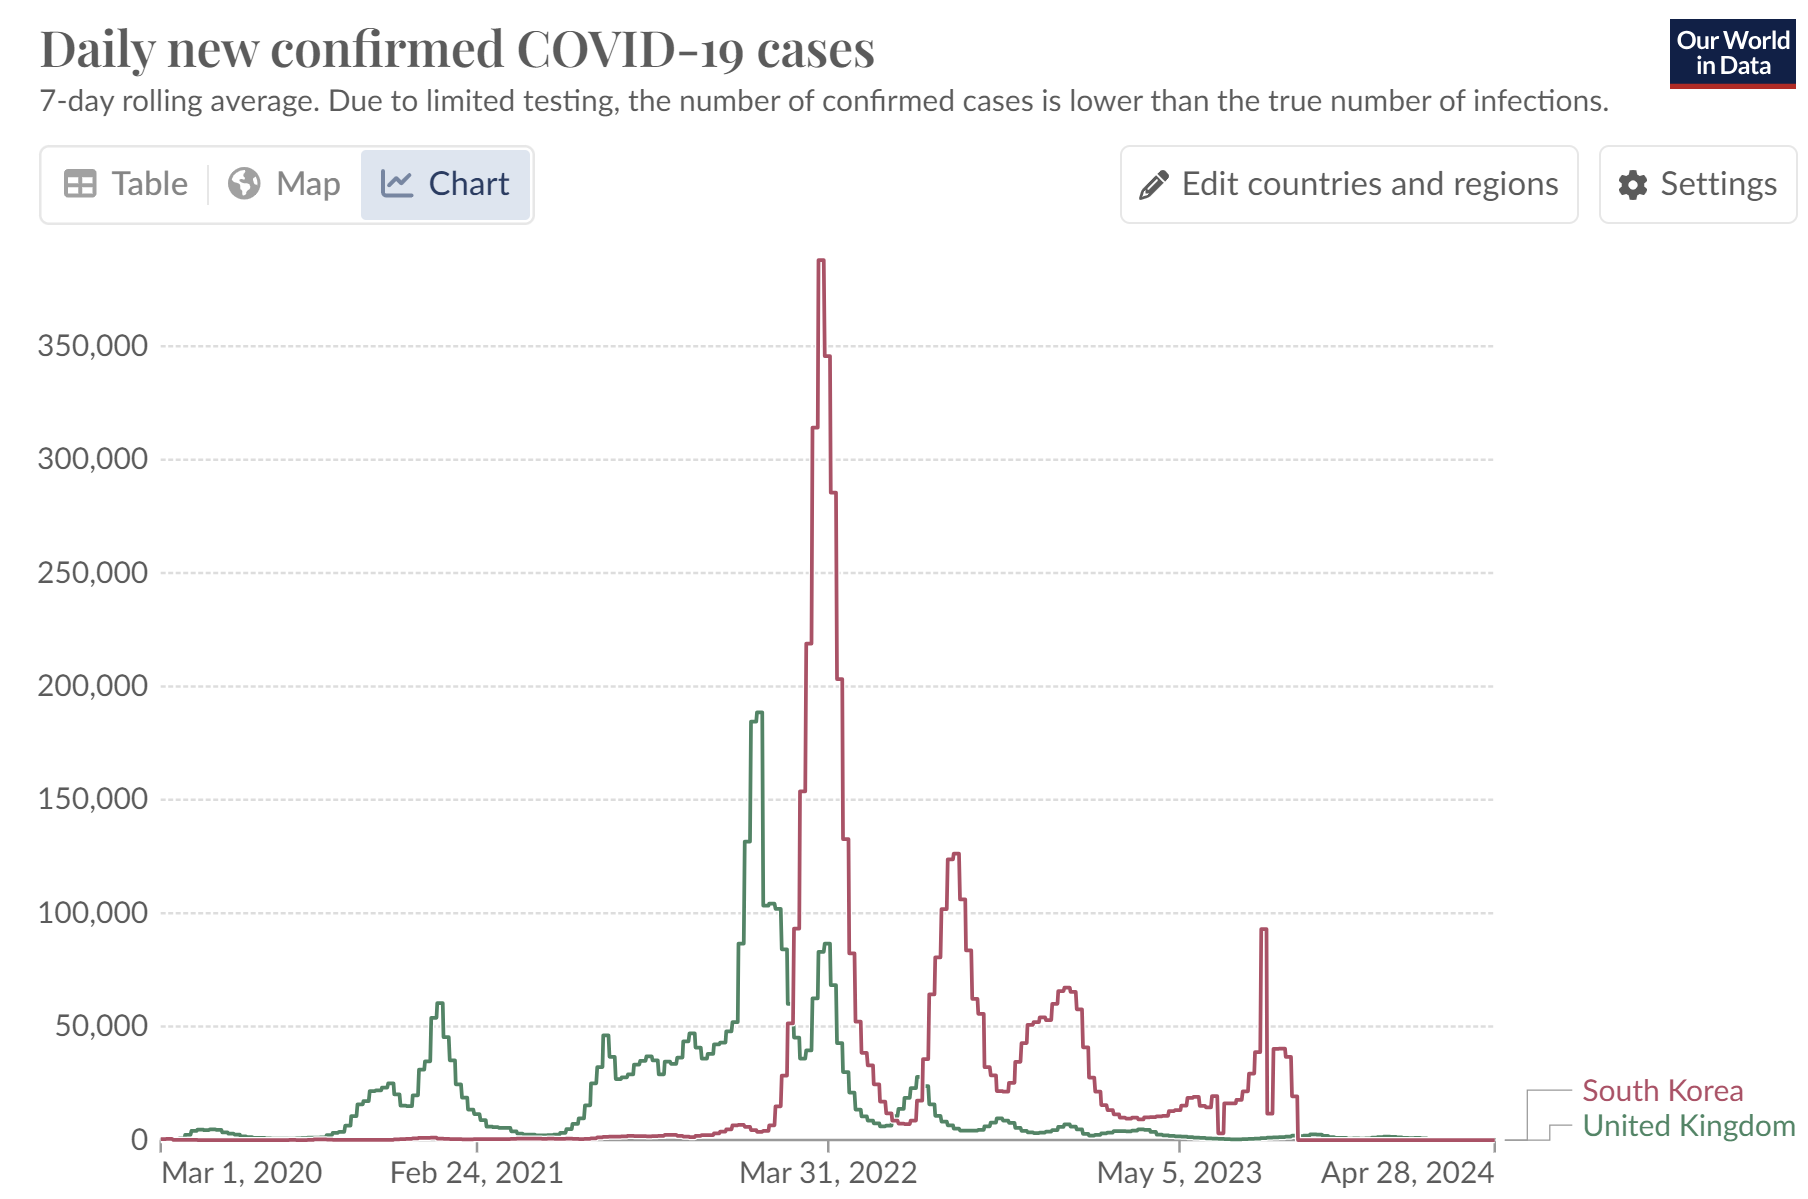 Daily new confirmed COVID-19 cases
7-day rolling average. Due to limited testing, the number of confirmed cases is lower than the true number of infections.
Our World
in Data
Table
Map
Chart
Edit countries and regions
Settings
350,000
300,000
250,000
200,000
150,000
100,000
50,000
0
South Korea
United Kingdom
Mar 1, 2020
Feb 24, 2021
Mar 31, 2022
May 5, 2023
Apr 28, 2024